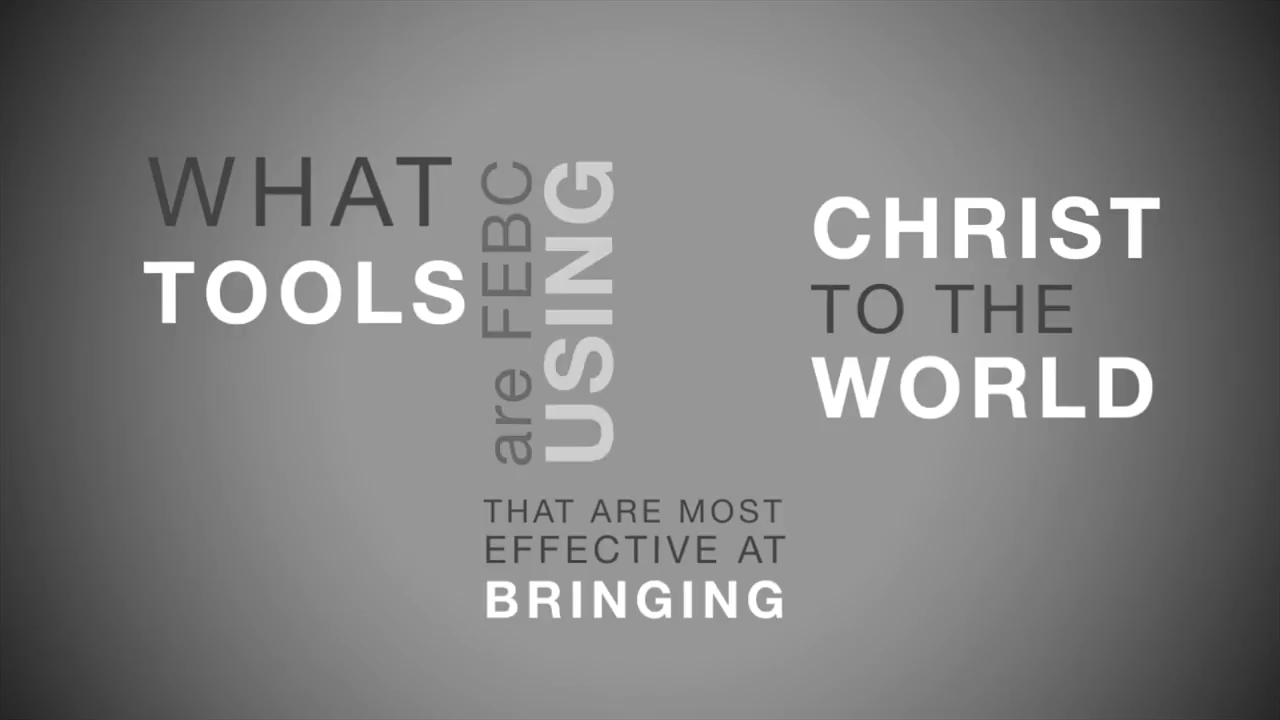 WHAT
TOOLS
are FEBC
USING
THAT ARE MOST
EFFECTIVE AT
BRINGING
CHRIST
TO THE
WORLD